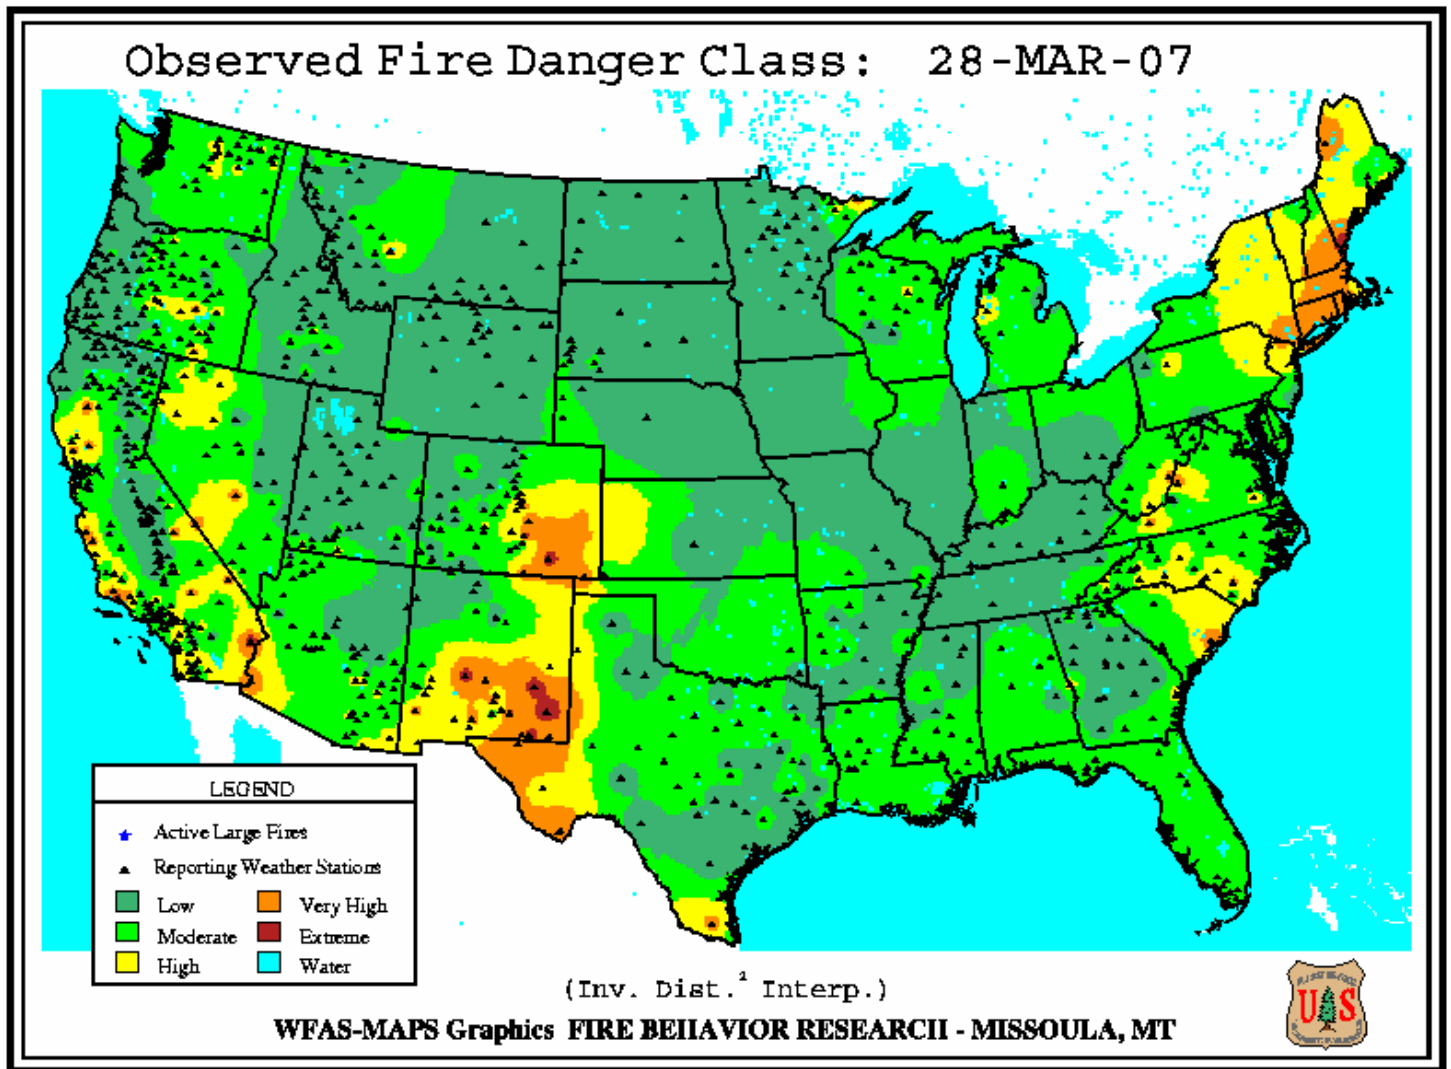 Observed Fire Danger Class: 28-MAR-07
LEGEND
Active Large Fires
Reporting Weather Stations
Low
Very High
Moderate
Extreme
High
Water
(Inv. Dist.² Interp.)
WFAS-MAPS Graphics FIRE BEHAVIOR RESEARCH - MISSOULA, MT
U S